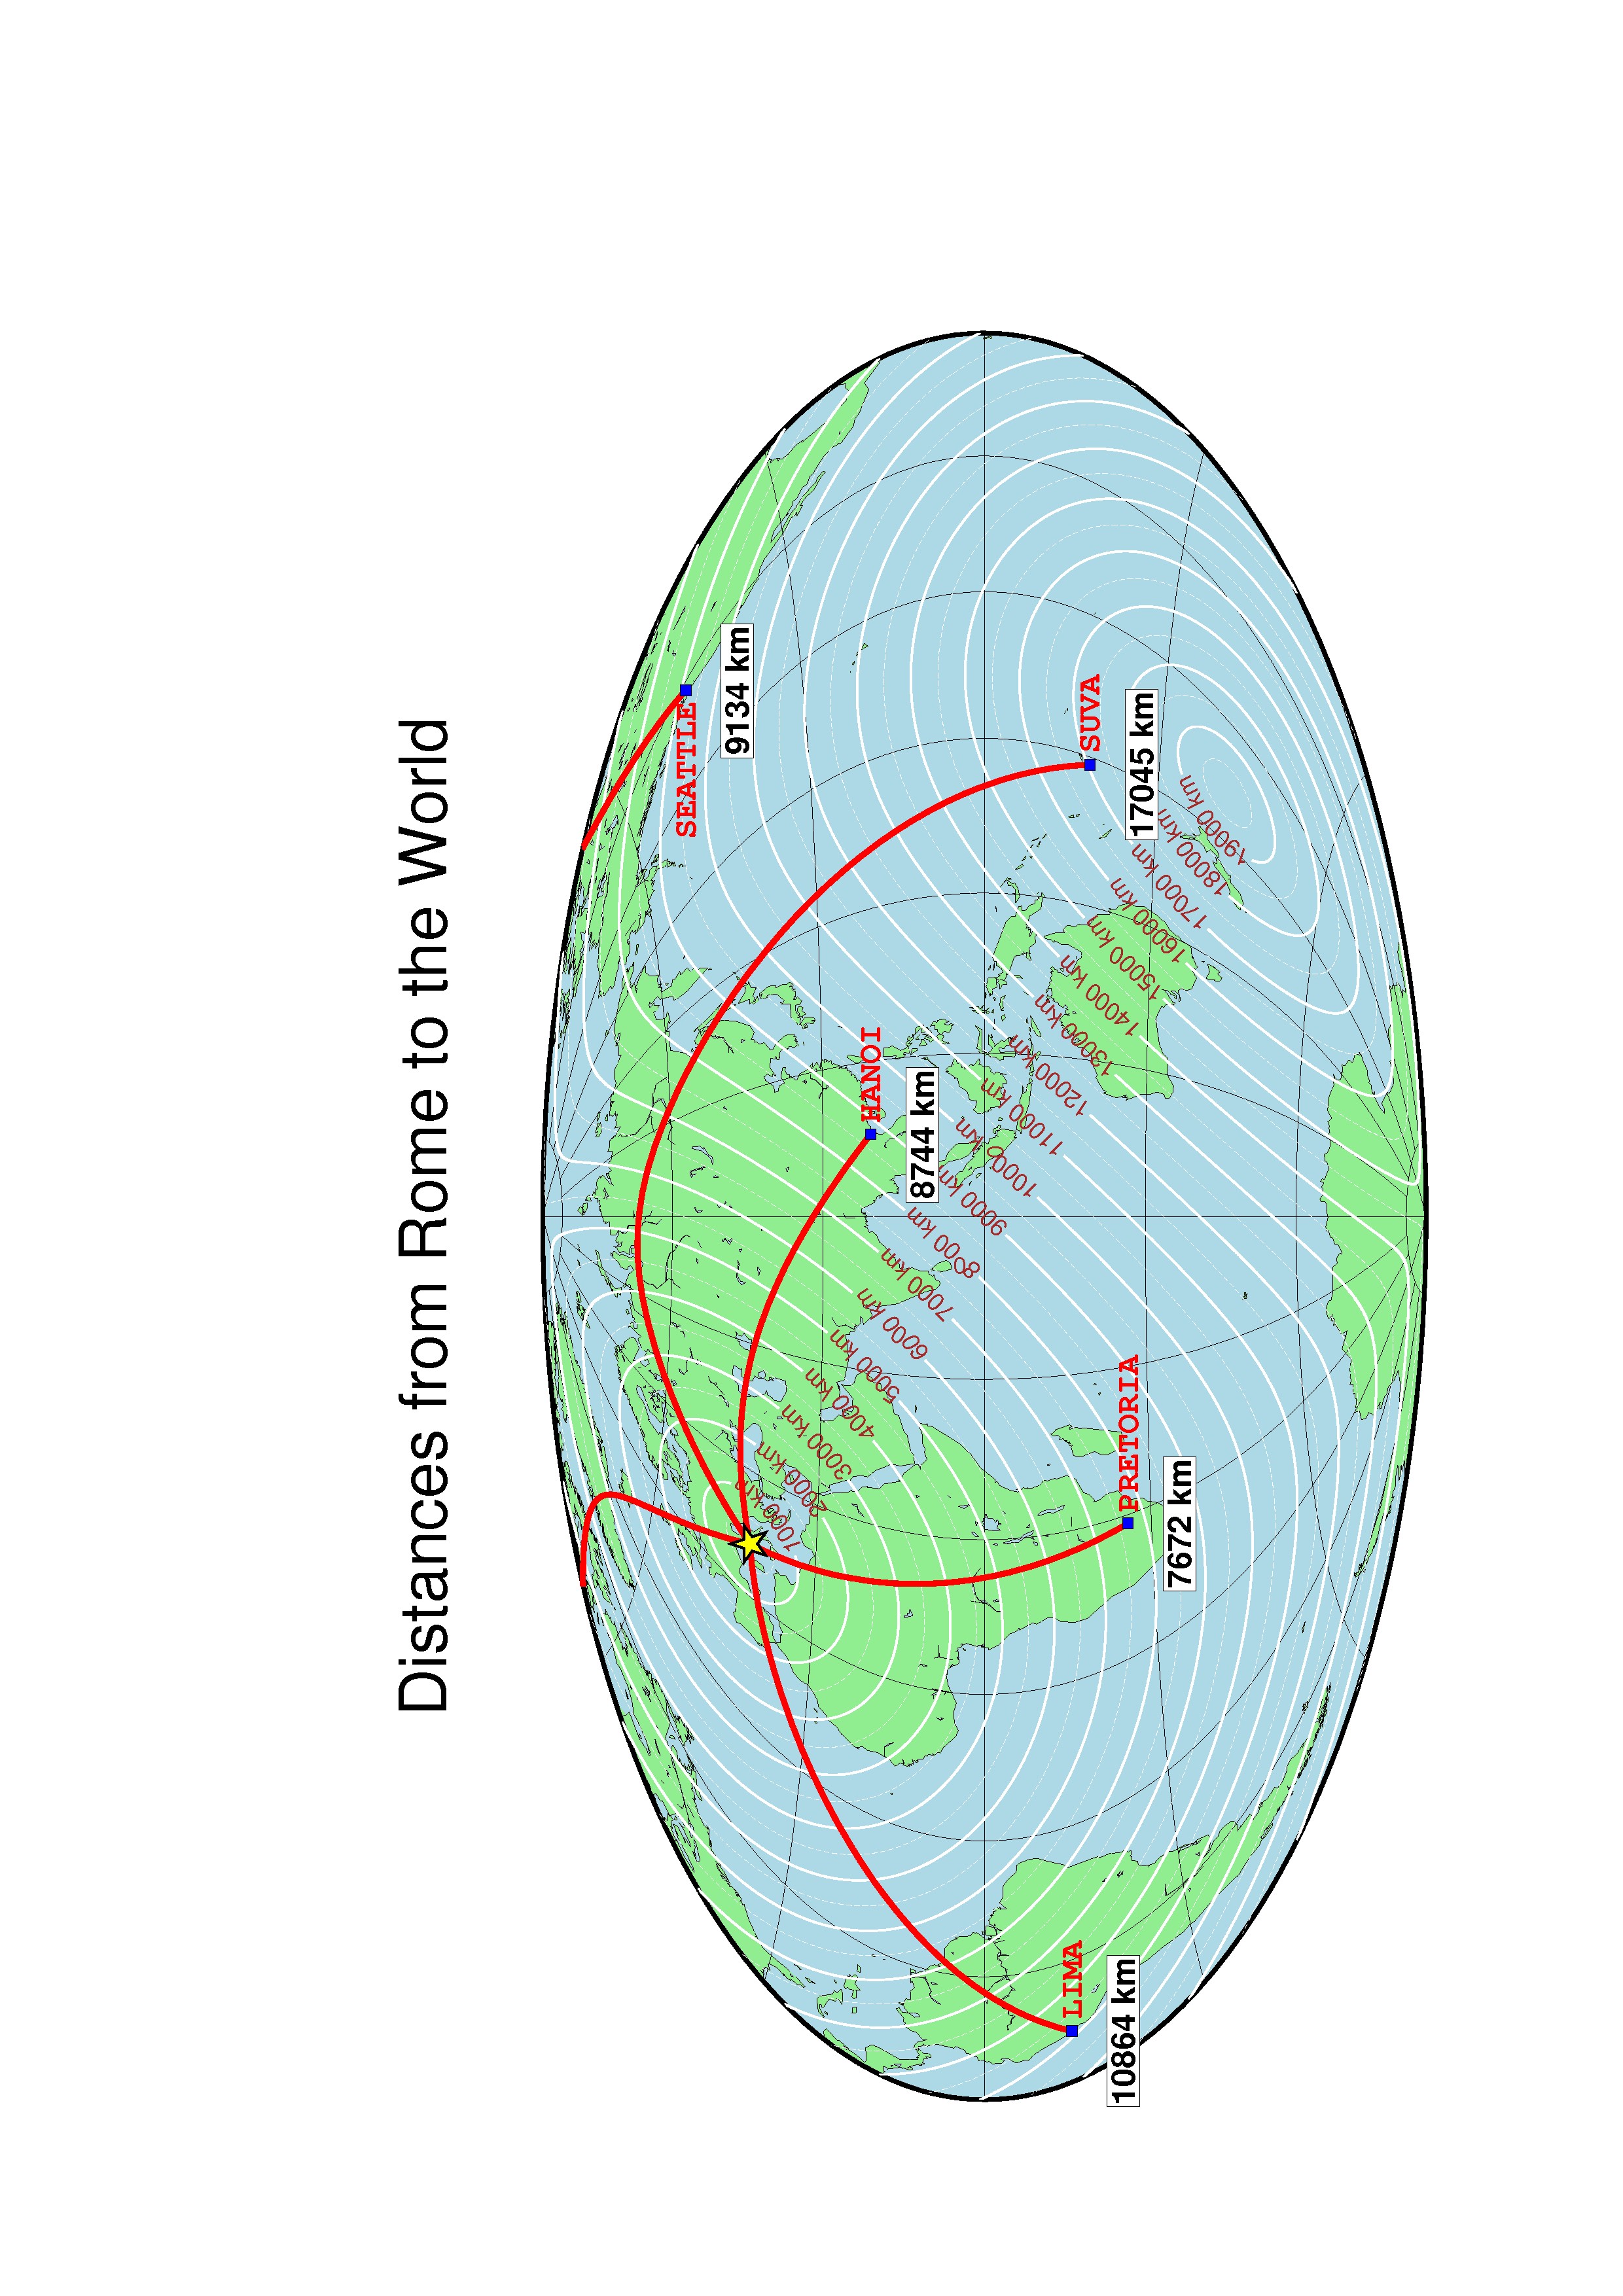 Distances from Rome to the World
SEATTLE
9134 km
HANOI
8744 km
SUVA
17045 km
LIMA
10864 km
PRETORIA
7672 km
1000 km
2000 km
3000 km
4000 km
5000 km
6000 km
7000 km
8000 km
9000 km
10000 km
11000 km
12000 km
13000 km
14000 km
15000 km
16000 km
17000 km
18000 km
19000 km